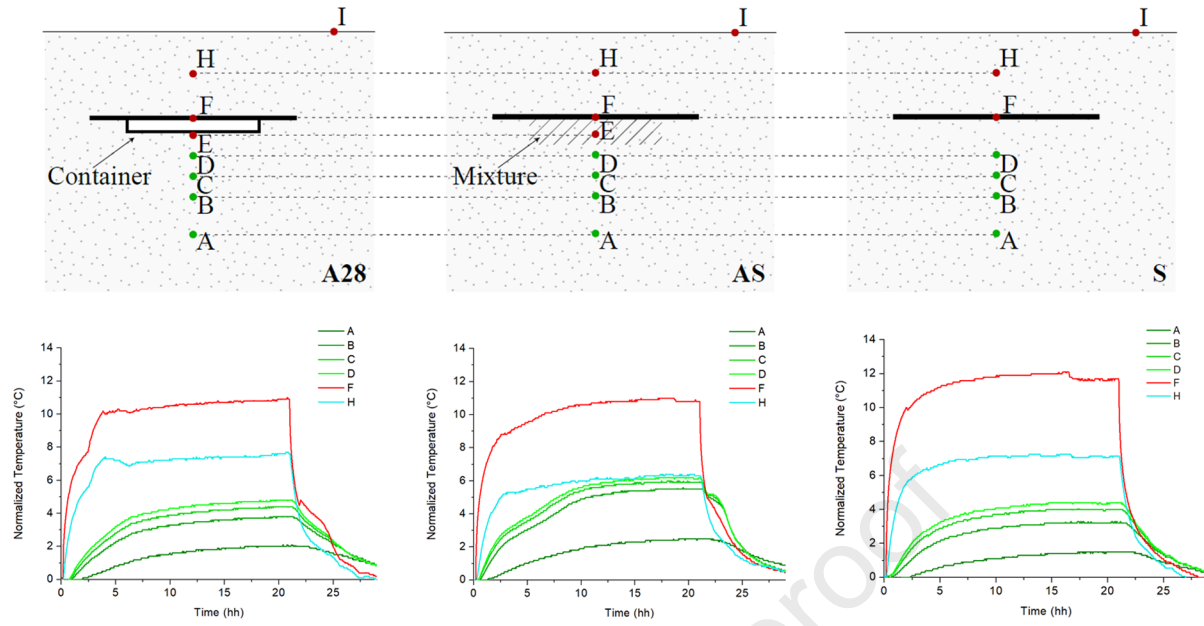 I I I
H H H
F F F
E E
D D D
Container Mixture
C C C
B B B
A A A
A28 AS S
A A A
B B B
C C C
D D D
F F F
H H H
14 14 14
12 12 12
10 10 10
8 8 8
6 6 6
4 4 4
2 2 2
0 0 0
Normalized Temperature (°C) Normalized Temperature (°C) Normalized Temperature (°C)
0 5 10 15 20 25 0 5 10 15 20 25 0 5 10 15 20 25
Time (hh) Time (hh) Time (hh)
proof